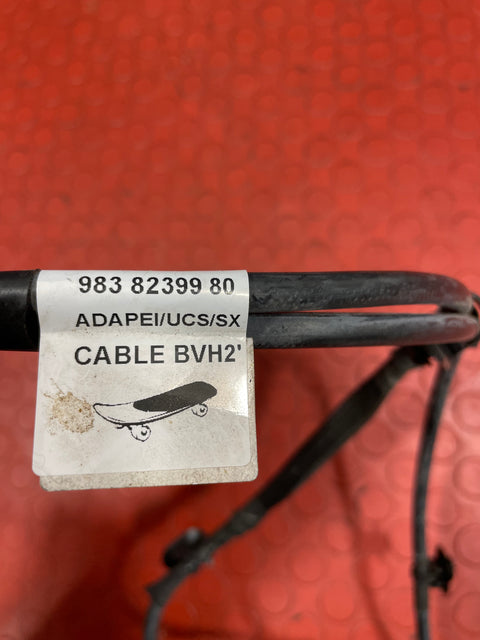 983 82399 80
ADAPEI/UCS/SX
CABLE BVH2'